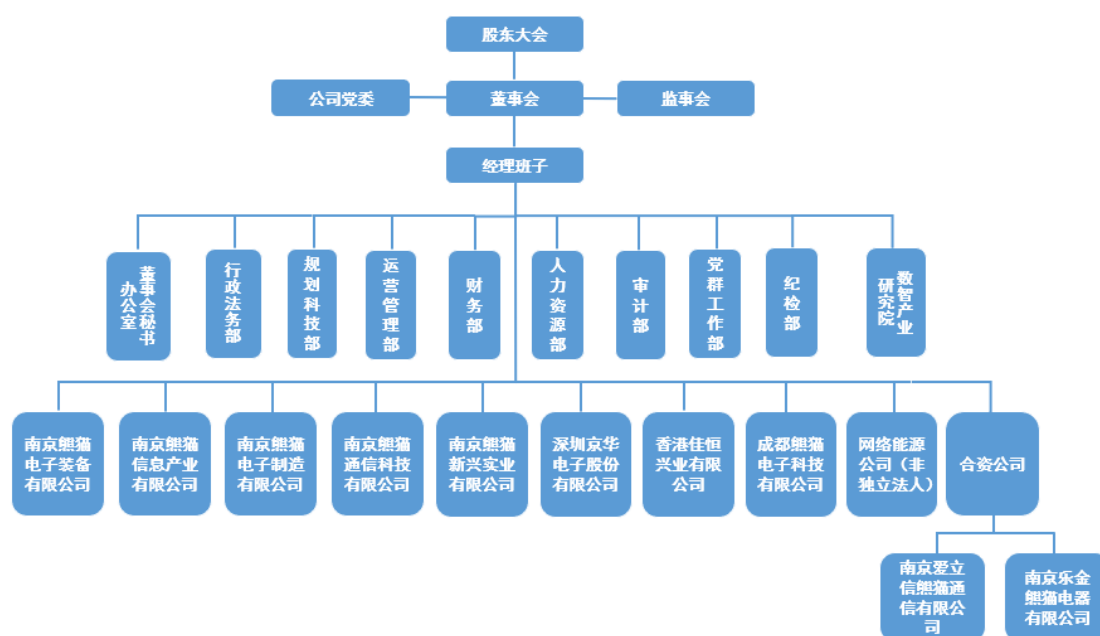 股东大会
公司党委
董事会
监事会
经理班子
董事会秘书
办公室
行政法务部
规划科技部
运营管理部
财务部
人力资源部
审计部
党群工作部
纪检部
数智产业
研究院
南京熊猫
电子装备
有限公司
南京熊猫
信息产业
有限公司
南京熊猫
电子制造
有限公司
南京熊猫
通信科技
有限公司
南京熊猫
新兴实业
有限公司
深圳京华
电子股份
有限公司
香港佳恒
兴业有限
公司
成都熊猫
电子科技
有限公司
网络能源
公司（非
独立法人）
合资公司
南京爱立
信熊猫通
信有限公
司
南京乐金
熊猫电器
有限公司